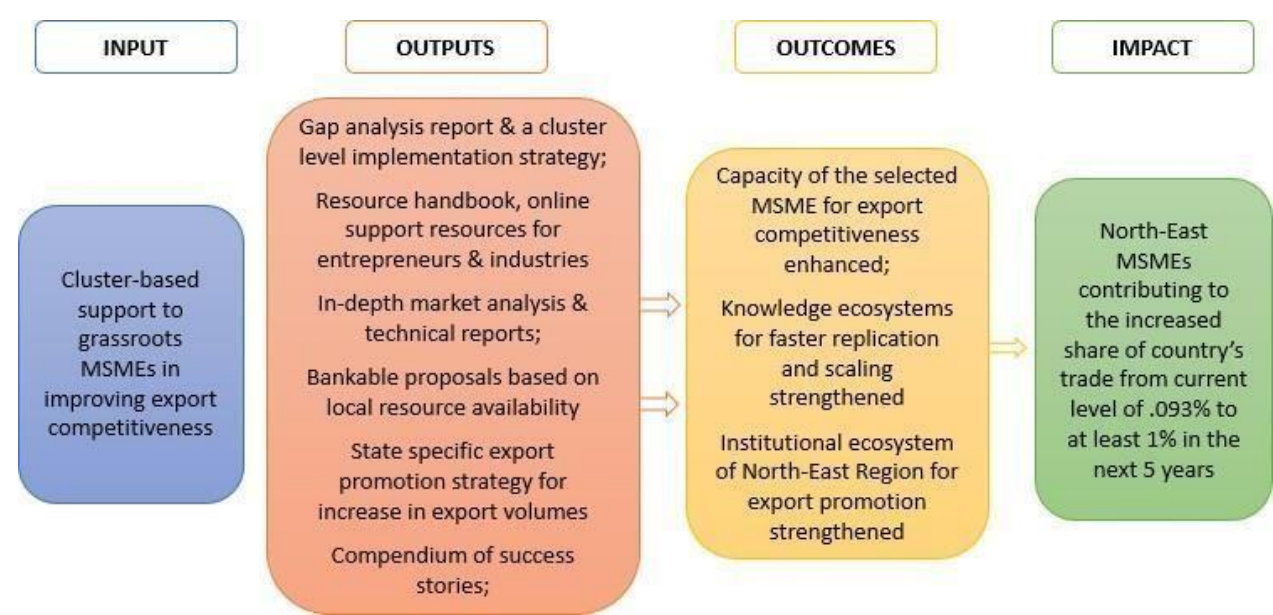 INPUT
OUTPUTS
OUTCOMES
IMPACT
Cluster-based
support to
grassroots
MSMEs in
improving export
competitiveness
Gap analysis report & a cluster
level implementation strategy;
Resource handbook, online
support resources for
entrepreneurs & industries
In-depth market analysis &
technical reports;
Bankable proposals based on
local resource availability
State specific export
promotion strategy for
increase in export volumes
Compendium of success
stories;
Capacity of the selected
MSME for export
competitiveness
enhanced;
Knowledge ecosystems
for faster replication
and scaling
strengthened
Institutional ecosystem
of North-East Region for
export promotion
strengthened
North-East
MSMEs
contributing to
the increased
share of country’s
trade from current
level of .093% to
at least 1% in the
next 5 years